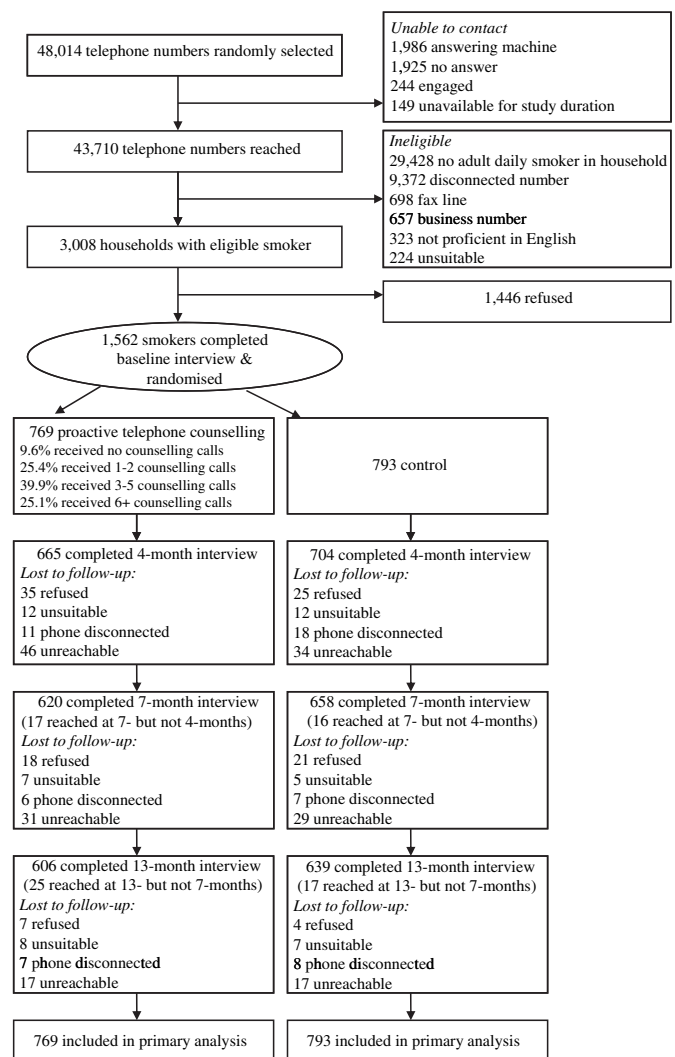 48,014 telephone numbers randomly selected
Unable to contact
1,986 answering machine
1,925 no answer
244 engaged
149 unavailable for study duration
43,710 telephone numbers reached
Ineligible
29,428 no adult daily smoker in household
9,372 disconnected number
698 fax line
657 business number
323 not proficient in English
224 unsuitable
3,008 households with eligible smoker
1,446 refused
1,562 smokers completed
baseline interview &
randomised
769 proactive telephone counselling
9.6% received no counselling calls
25.4% received 1-2 counselling calls
39.9% received 3-5 counselling calls
25.1% received 6+ counselling calls
793 control
665 completed 4-month interview
Lost to follow-up:
35 refused
12 unsuitable
11 phone disconnected
46 unreachable
704 completed 4-month interview
Lost to follow-up:
25 refused
12 unsuitable
18 phone disconnected
34 unreachable
620 completed 7-month interview
(17 reached at 7- but not 4-months)
Lost to follow-up:
18 refused
7 unsuitable
6 phone disconnected
31 unreachable
658 completed 7-month interview
(16 reached at 7- but not 4-months)
Lost to follow-up:
21 refused
5 unsuitable
7 phone disconnected
29 unreachable
606 completed 13-month interview
(25 reached at 13- but not 7-months)
Lost to follow-up:
7 refused
8 unsuitable
7 phone disconnected
17 unreachable
639 completed 13-month interview
(17 reached at 13- but not 7-months)
Lost to follow-up:
4 refused
7 unsuitable
8 phone disconnected
17 unreachable
769 included in primary analysis
793 included in primary analysis